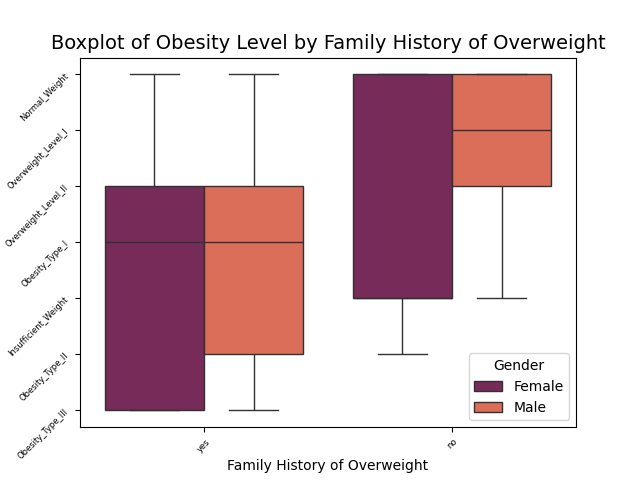 Boxplot of Obesity Level by Family History of Overweight
Normal_Weight
Overweight_Level_I
Overweight_Level_II
Obesity_Type_I
Insufficient_Weight
Obesity_Type_II
Obesity_Type_III
yes
no
Gender
Female
Male
Family History of Overweight